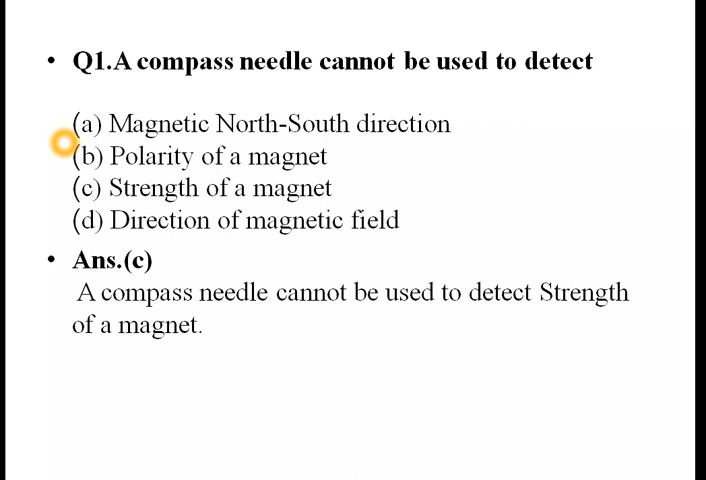 • Q1.A compass needle cannot be used to detect
(a) Magnetic North-South direction
(b) Polarity of a magnet
(c) Strength of a magnet
(d) Direction of magnetic field
• Ans.(c)
A compass needle cannot be used to detect Strength
of a magnet.